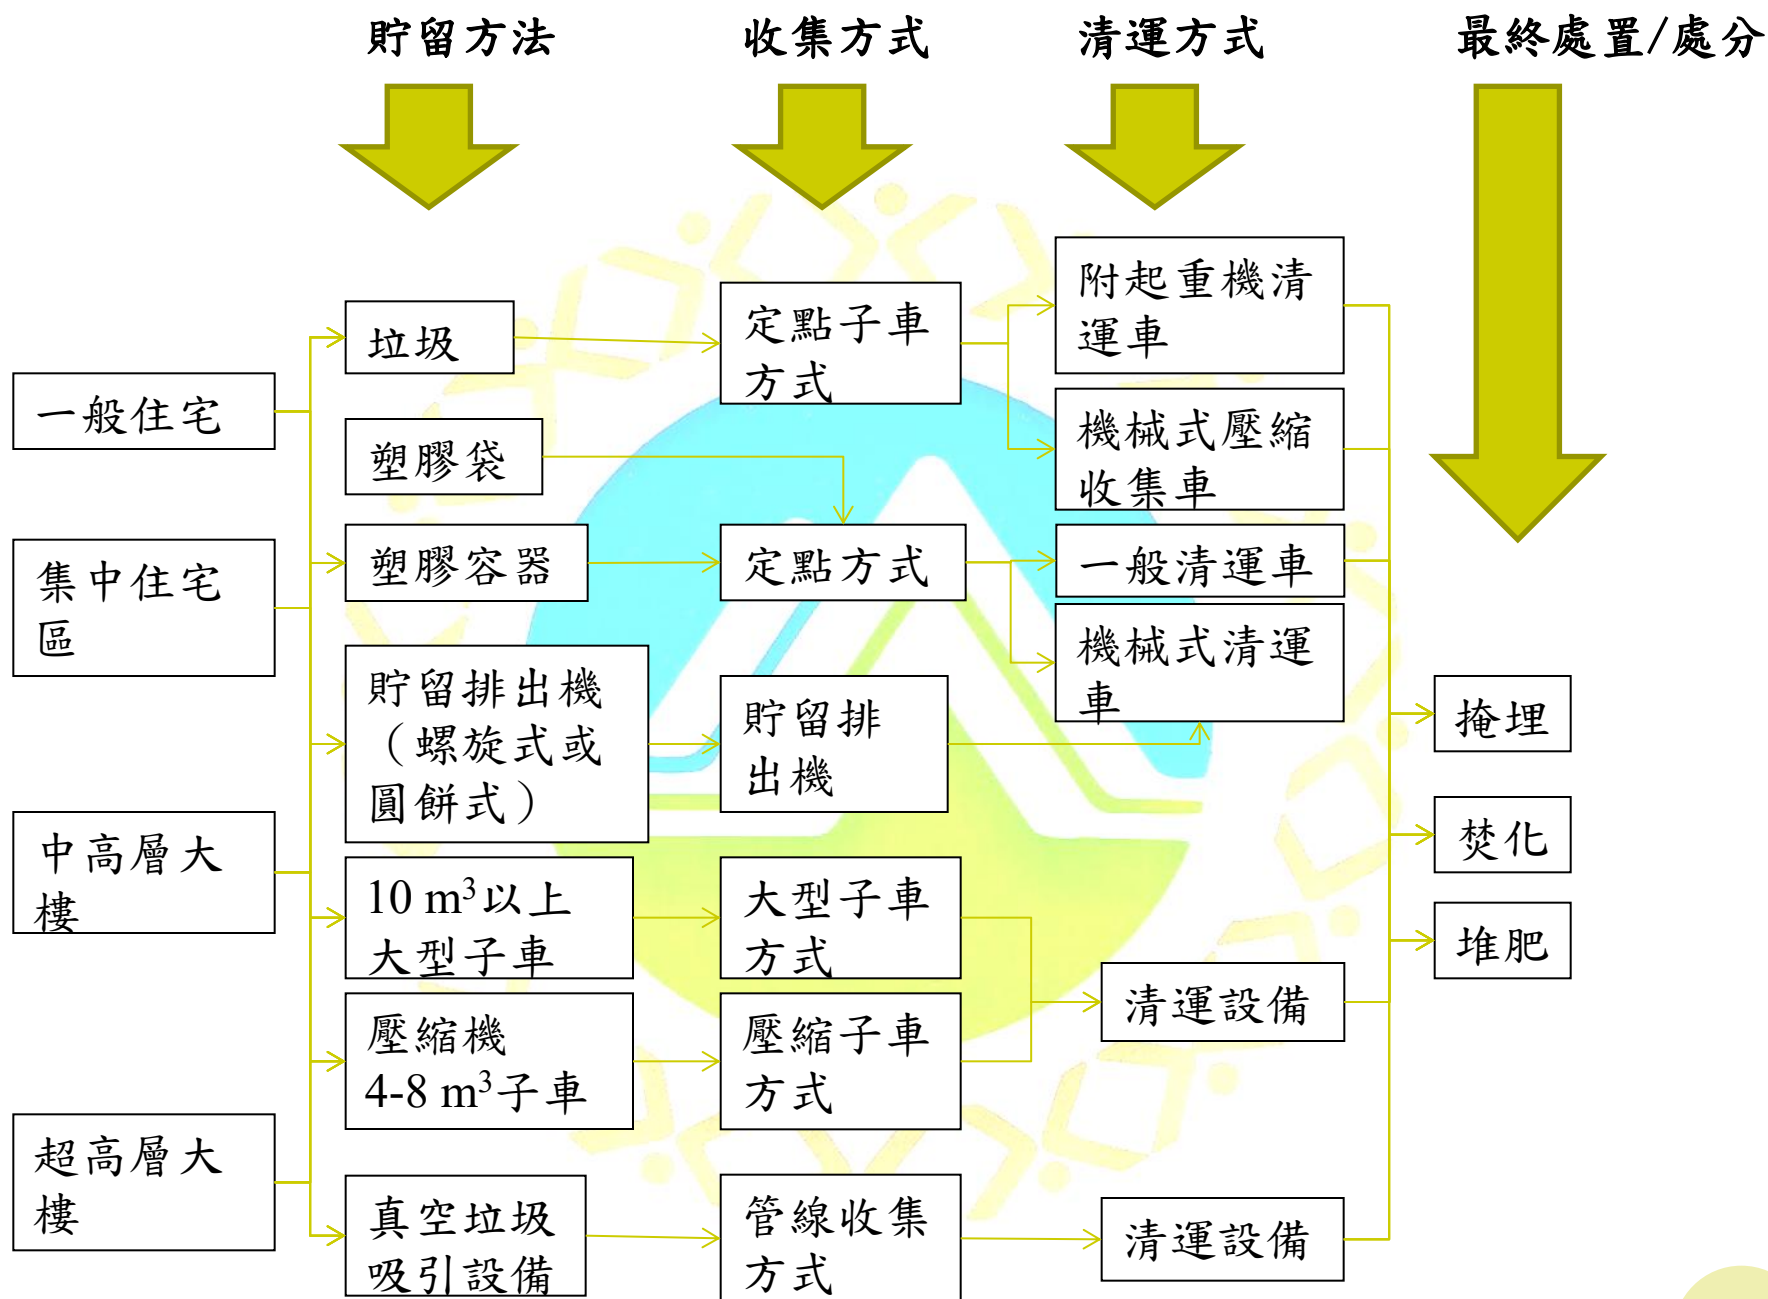 貯留方法
收集方式
清運方式
最終處置/處分
一般住宅
集中住宅
區
中高層大
樓
超高層大
樓
垃圾
塑膠袋
塑膠容器
貯留排出機
（螺旋式或
圓餅式）
10 m³以上
大型子車
壓縮機
4-8 m³子車
真空垃圾
吸引設備
定點子車
方式
定點方式
貯留排
出機
大型子車
方式
壓縮子車
方式
管線收集
方式
附起重機清
運車
機械式壓縮
收集車
一般清運車
機械式清運
車
清運設備
清運設備
掩埋
焚化
堆肥